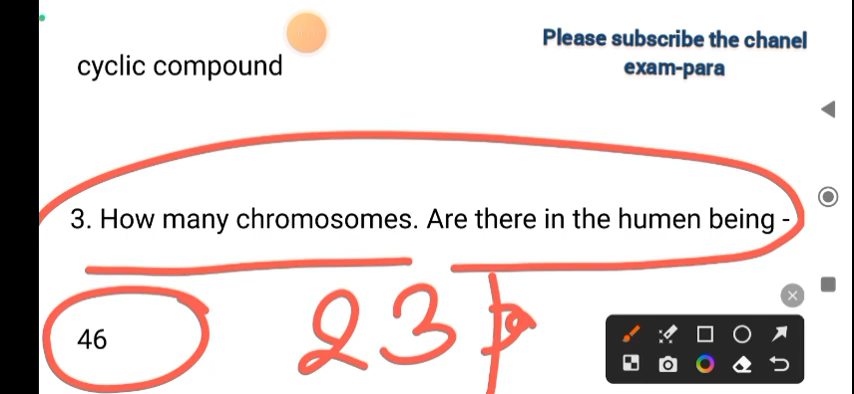 Please subscribe the chanel
exam-para
cyclic compound
3. How many chromosomes. Are there in the humen being -
46
23 pa